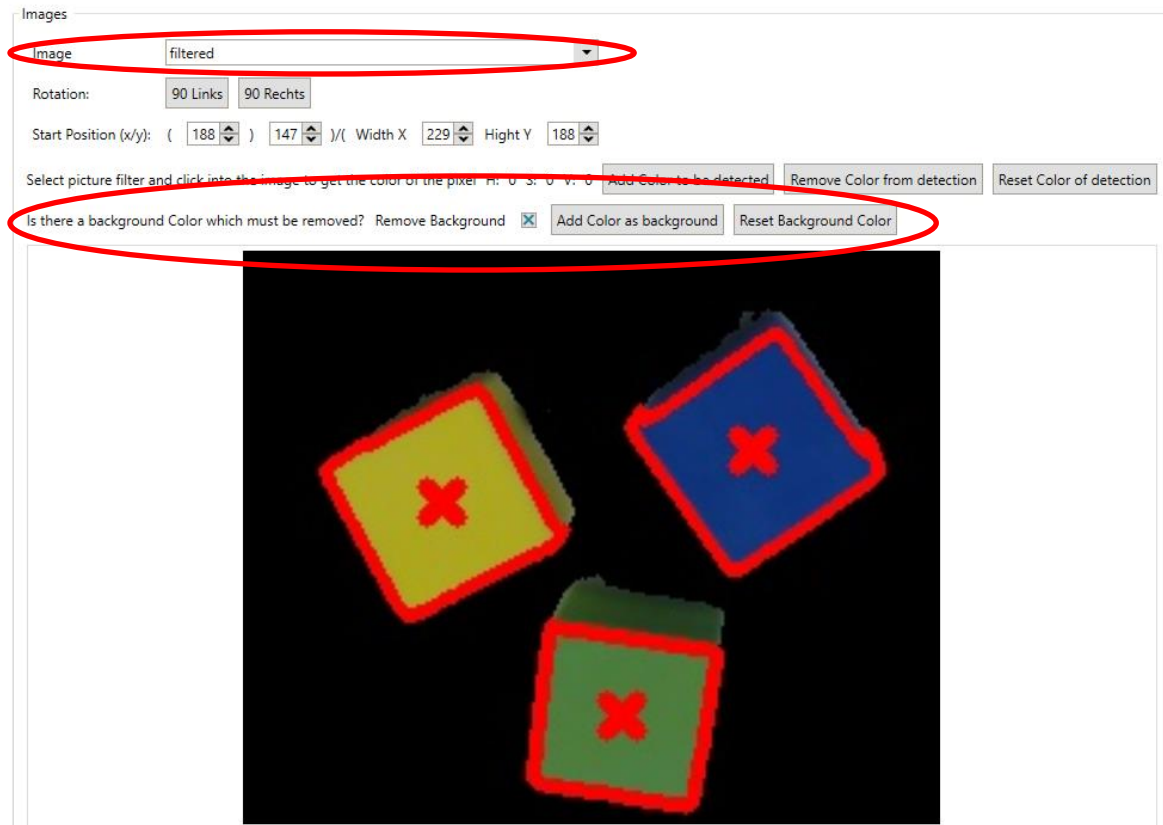 Images
Image filtered
Rotation: 90 Links 90 Rechts
Start Position (x/y): ( 188 ) 147 )/( Width X 229 Hight Y 188
Select picture filter and click into the image to get the color of the pixel H: 0 S: 0 V: 0 Add Color to be detected Remove Color from detection Reset Color of detection
Is there a background Color which must be removed? Remove Background Add Color as background Reset Background Color